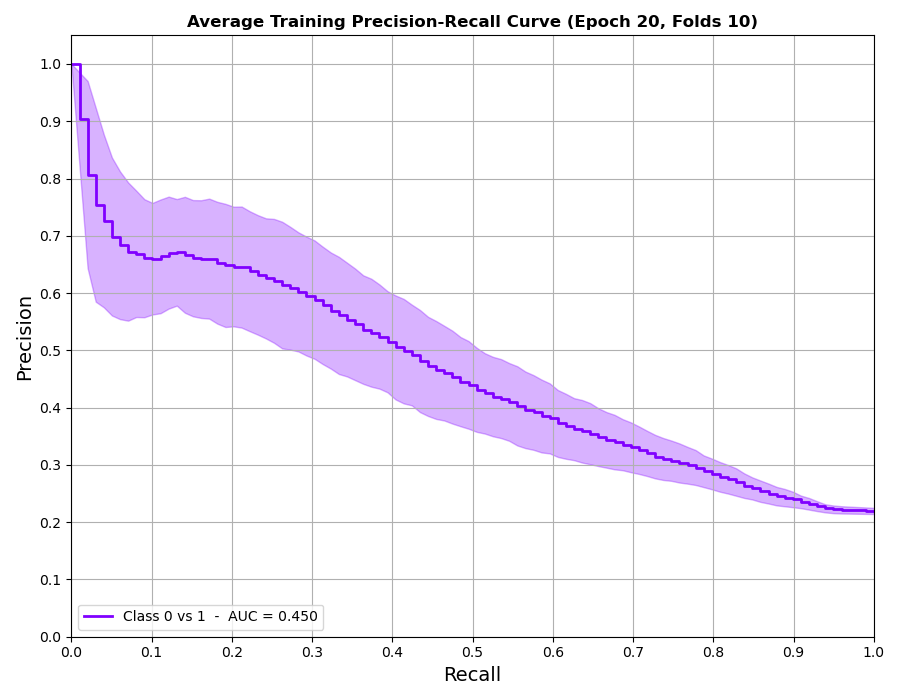 Average Training Precision-Recall Curve (Epoch 20, Folds 10)
1.0
0.9
0.8
0.7
0.6
0.5
0.4
0.3
0.2
0.1
0.0
Precision
Class 0 vs 1  -  AUC = 0.450
0.0 0.1 0.2 0.3 0.4 0.5 0.6 0.7 0.8 0.9 1.0
Recall